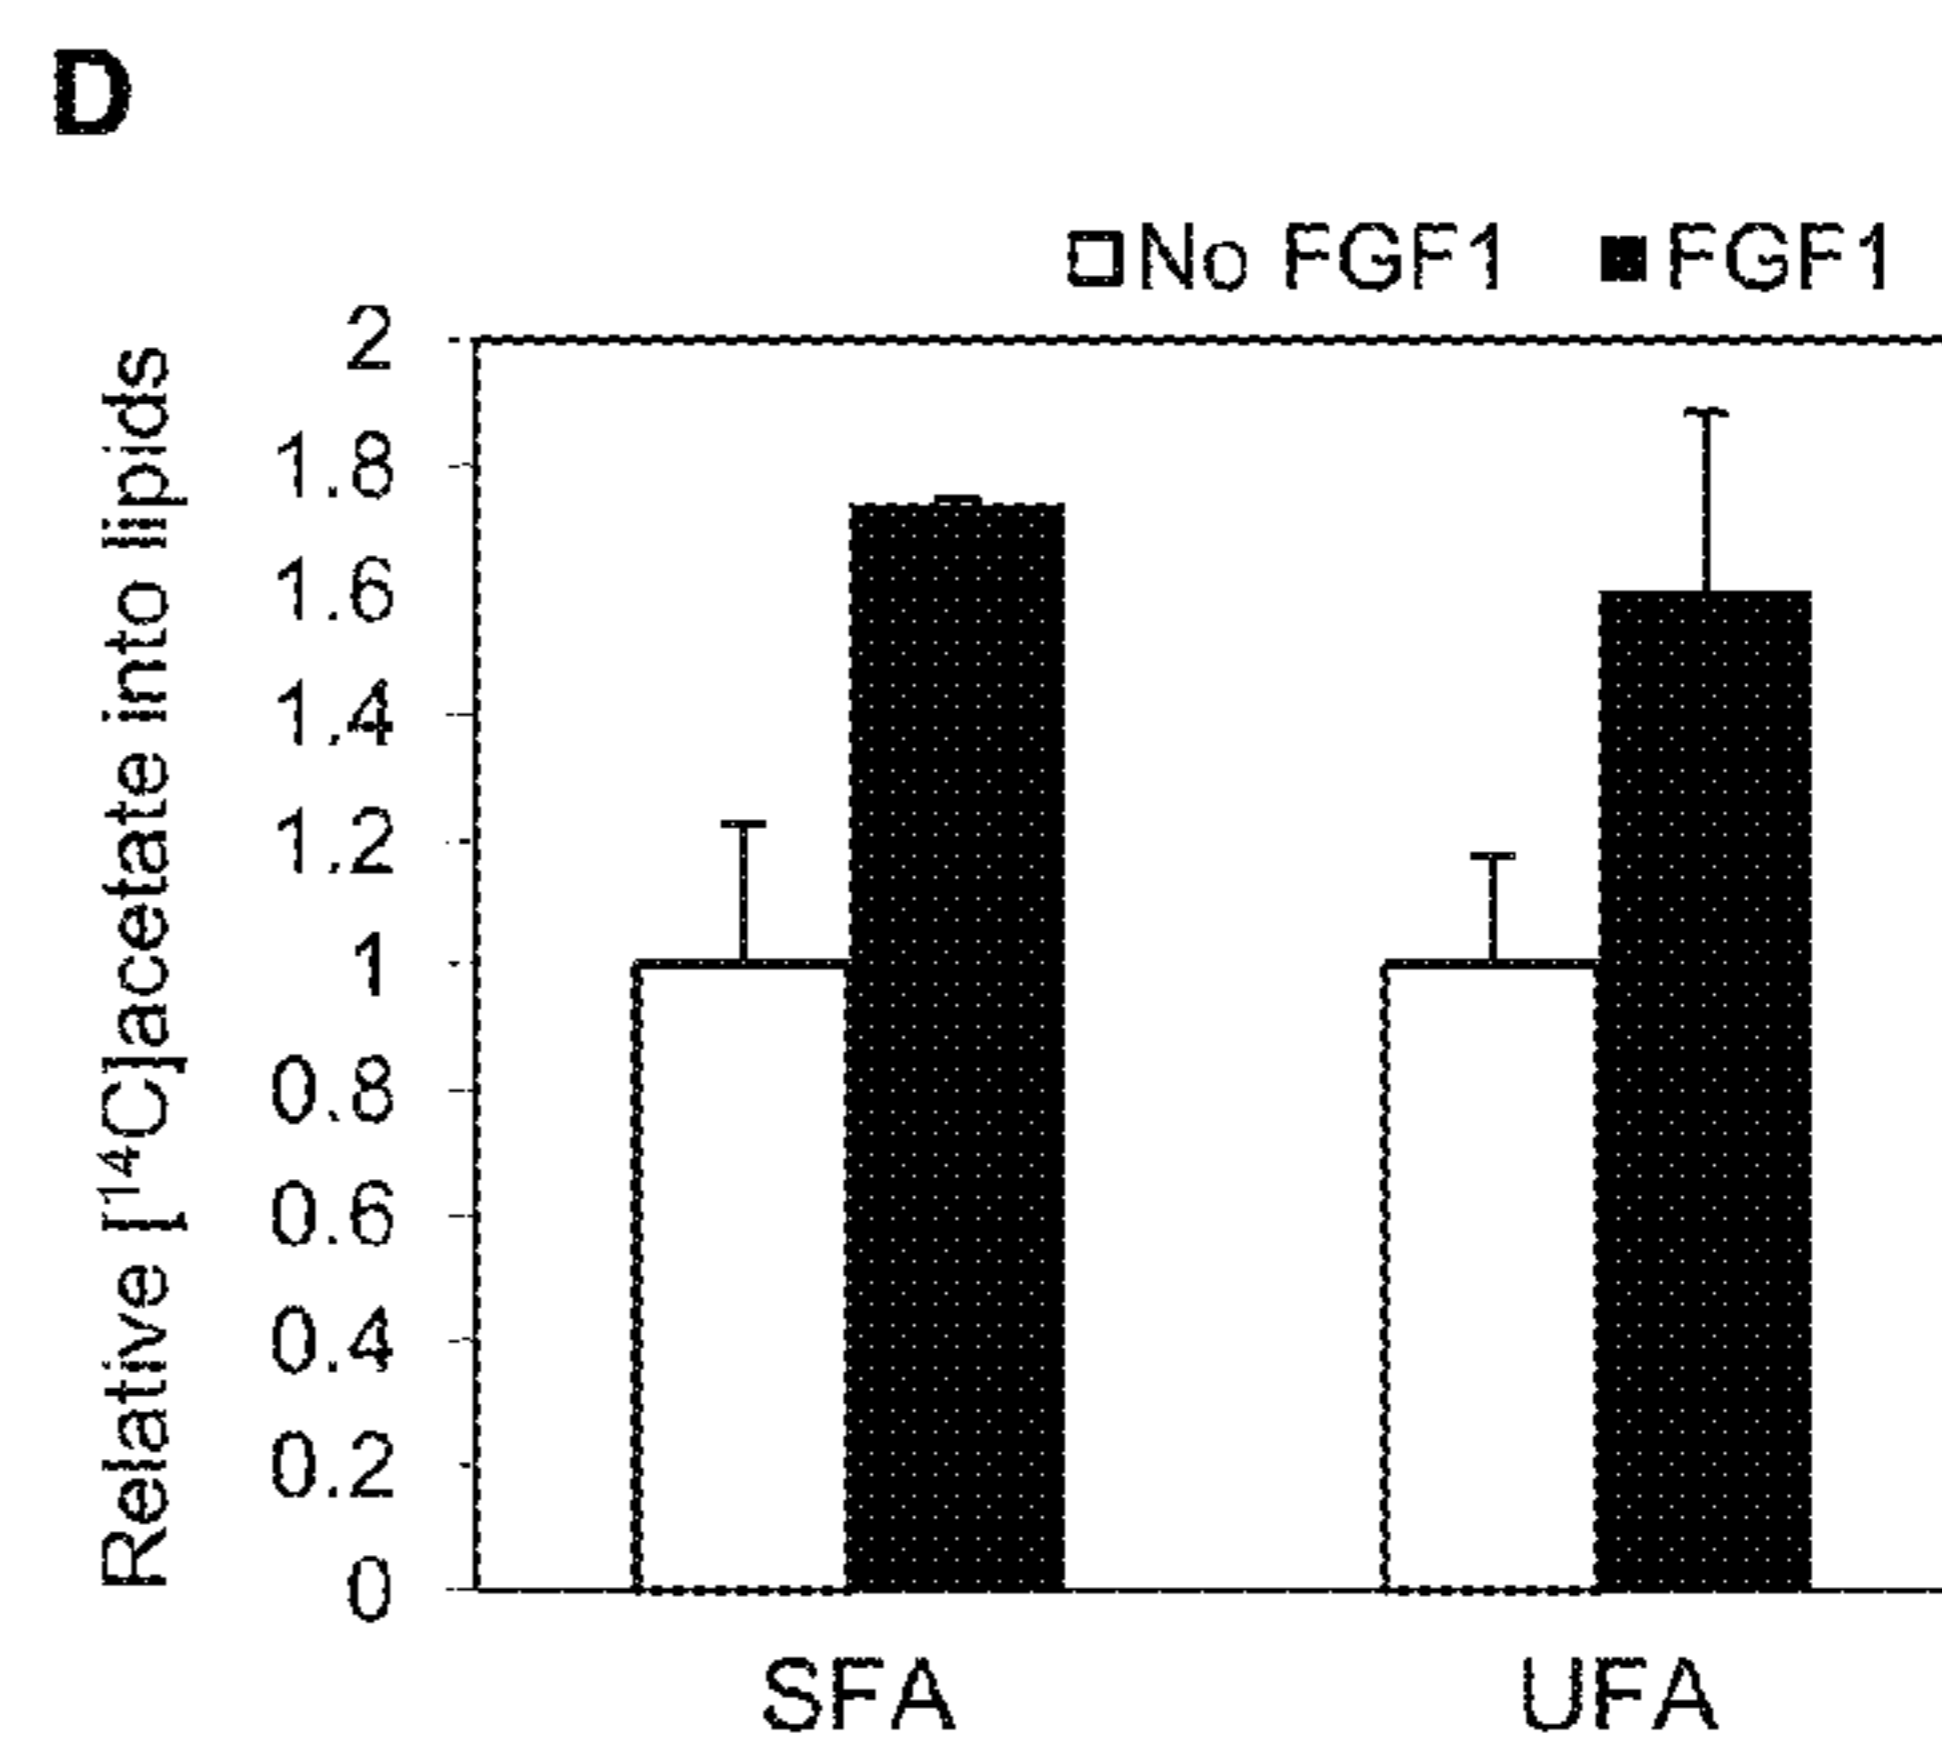 D
No FGF1 FGF1
Relative [¹⁴C]acetate into lipids
2
1.8
1.6
1.4
1.2
1
0.8
0.6
0.4
0.2
0
SFA UFA